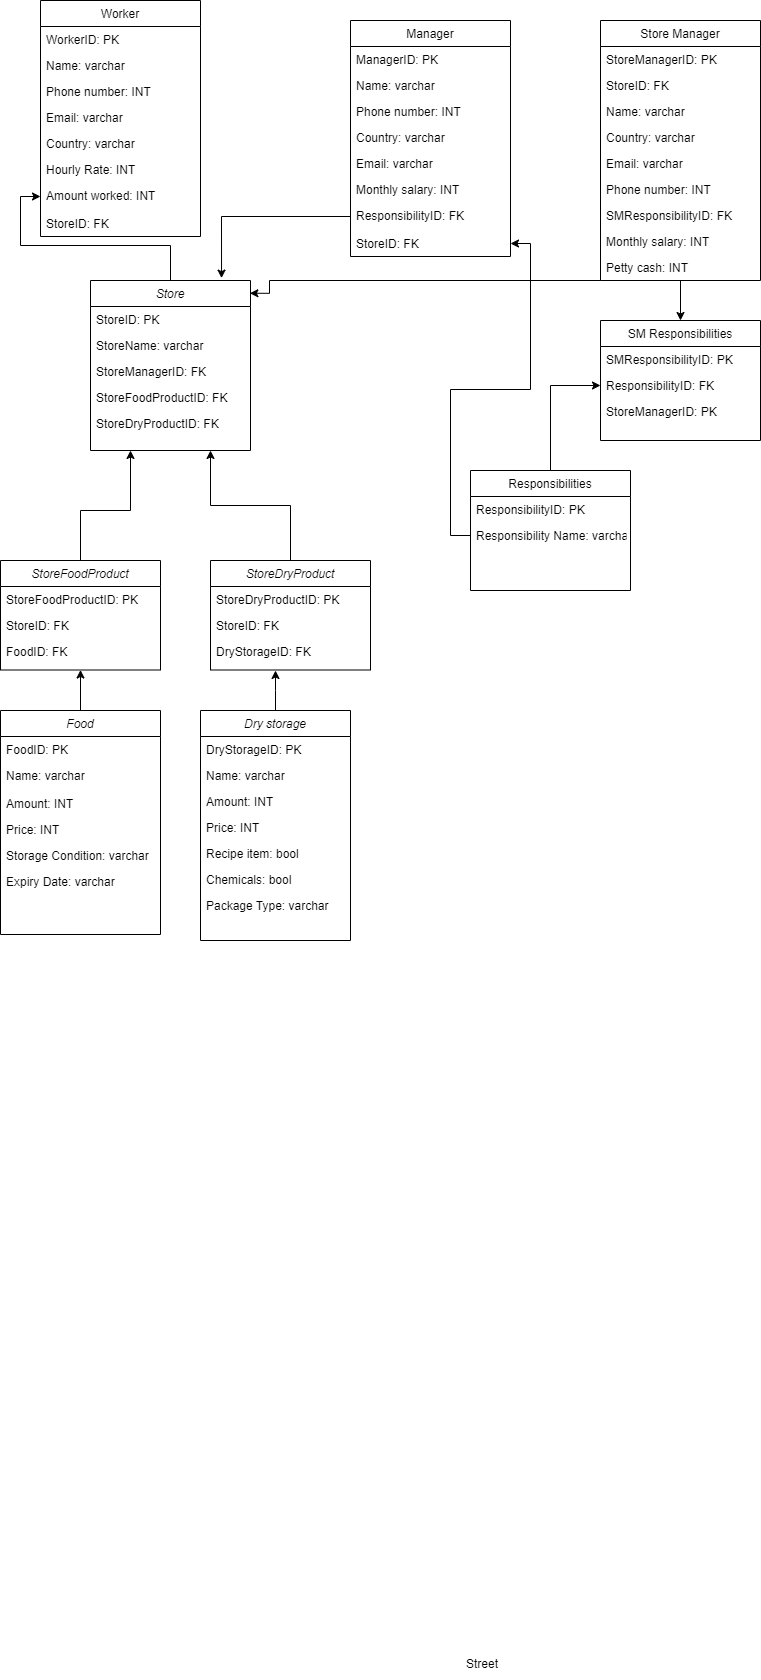 Worker
WorkerID: PK
Name: varchar
Phone number: INT
Email: varchar
Country: varchar
Hourly Rate: INT
Amount worked: INT
StoreID: FK
Manager
ManagerID: PK
Name: varchar
Phone number: INT
Country: varchar
Email: varchar
Monthly salary: INT
ResponsibilityID: FK
StoreID: FK
Store Manager
StoreManagerID: PK
StoreID: FK
Name: varchar
Country: varchar
Email: varchar
Phone number: INT
SMResponsibilityID: FK
Monthly salary: INT
Petty cash: INT
Store
StoreID: PK
StoreName: varchar
StoreManagerID: FK
StoreFoodProductID: FK
StoreDryProductID: FK
SM Responsibilities
SMResponsibilityID: PK
ResponsibilityID: FK
StoreManagerID: PK
Responsibilities
ResponsibilityID: PK
Responsibility Name: varcha
StoreFoodProduct
StoreFoodProductID: PK
StoreID: FK
FoodID: FK
StoreDryProduct
StoreDryProductID: PK
StoreID: FK
DryStorageID: FK
Food
FoodID: PK
Name: varchar
Amount: INT
Price: INT
Storage Condition: varchar
Expiry Date: varchar
Dry storage
DryStorageID: PK
Name: varchar
Amount: INT
Price: INT
Recipe item: bool
Chemicals: bool
Package Type: varchar
Street